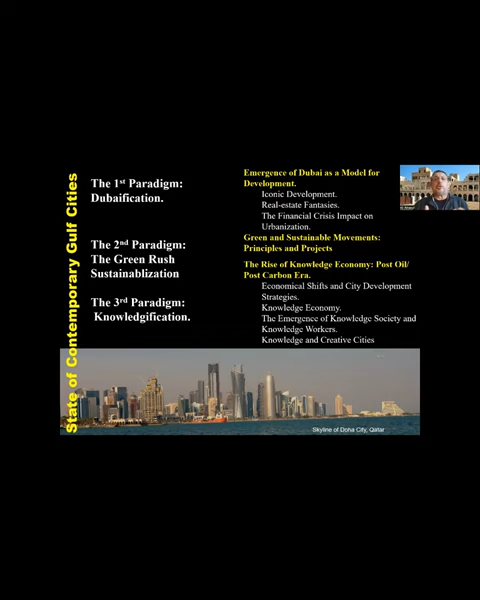 State of Contemporary Gulf Cities
The 1st Paradigm:
Dubaification.
The 2nd Paradigm:
The Green Rush
Sustainablization
The 3rd Paradigm:
Knowledgification.
Emergence of Dubai as a Model for
Development.
Iconic Development.
Real-estate Fantasies.
The Financial Crisis Impact on
Urbanization.
Green and Sustainable Movements:
Principles and Projects
The Rise of Knowledge Economy: Post Oil/
Post Carbon Era.
Economical Shifts and City Development
Strategies.
Knowledge Economy.
The Emergence of Knowledge Society and
Knowledge Workers.
Knowledge and Creative Cities
Skyline of Doha City, Qatar